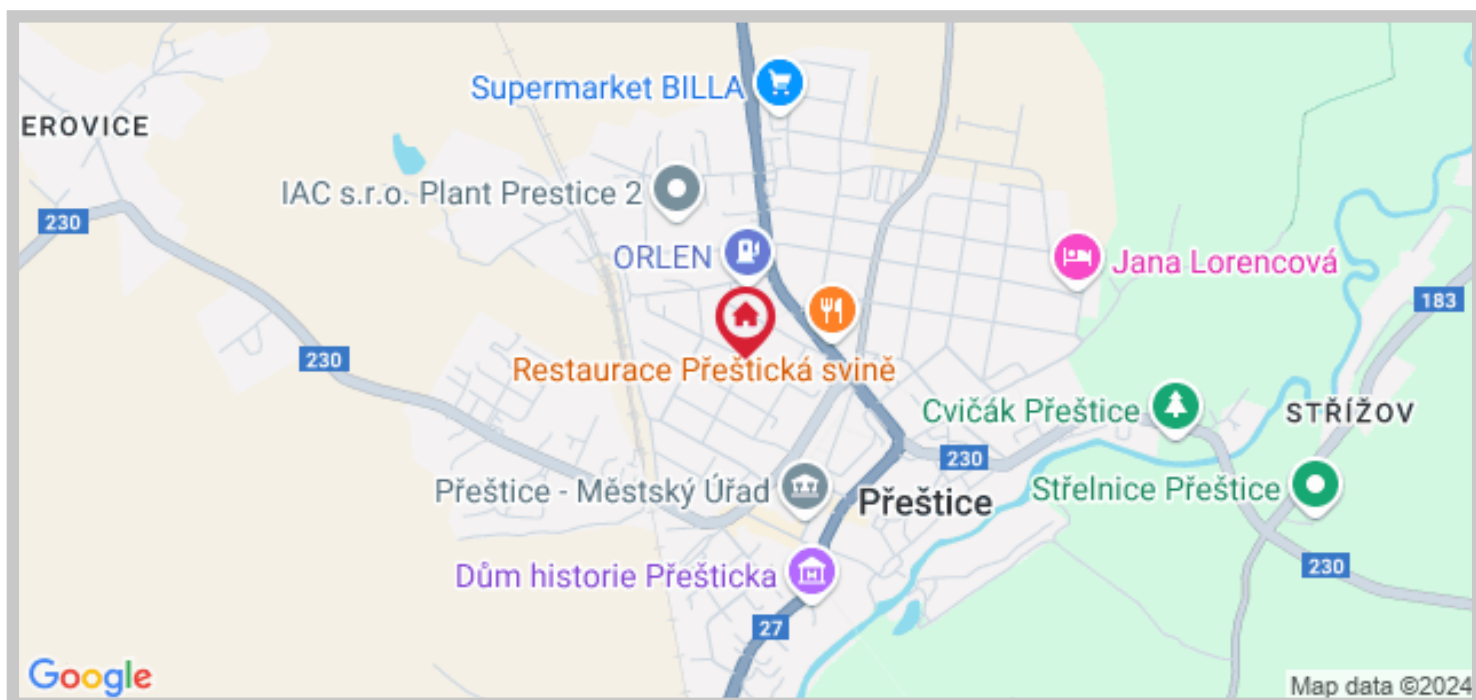 Supermarket BILLA
EROVICE
IAC s.r.o. Plant Prestice 2
230
ORLEN
Jana Lorencová
183
230
Restaurace Přeštická svině
Cvičák Přeštice
STŘÍŽOV
230
Přeštice - Městský Úřad
Přeštice
Střelnice Přeštice
Dům historie Přešticka
230
27
Google
Map data ©2024